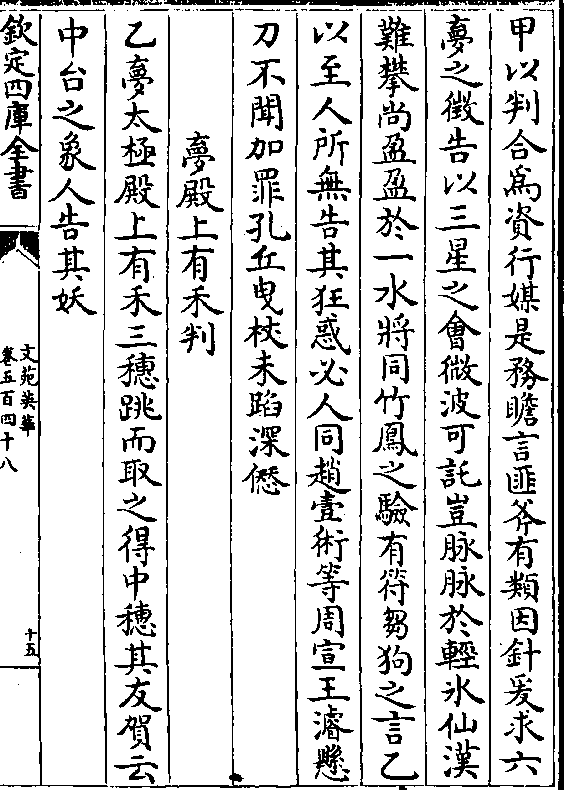 甲以判合爲資行媒是務瞻言匪斧有類因針爰求六
夢之徴告以三星之會微波可託豈脉脉於輕氷仙漢
難攀尚盈盈於一水將同竹鳳之驗有符芻狗之言乙
以至人所無告其狂惑必人同趙壹術等周宣王濬懸
刀不聞加罪孔丘曳杖未蹈深僁
夢殿上有禾判
乙夢太極殿上有禾三穗跳而取之得中穗其友賀云
中台之象人告其妖
欽定四庫全書
文苑英華
卷五百四十八
十五